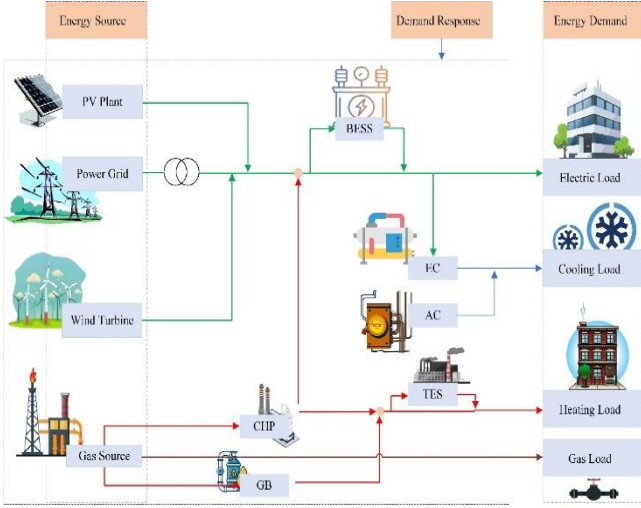 Energy Source
Demand Response
Energy Demand
PV Plant
BESS
Power Grid
Electric Load
EC
Cooling Load
Wind Turbine
AC
TES
CHP
Heating Load
Gas Source
Gas Load
GB